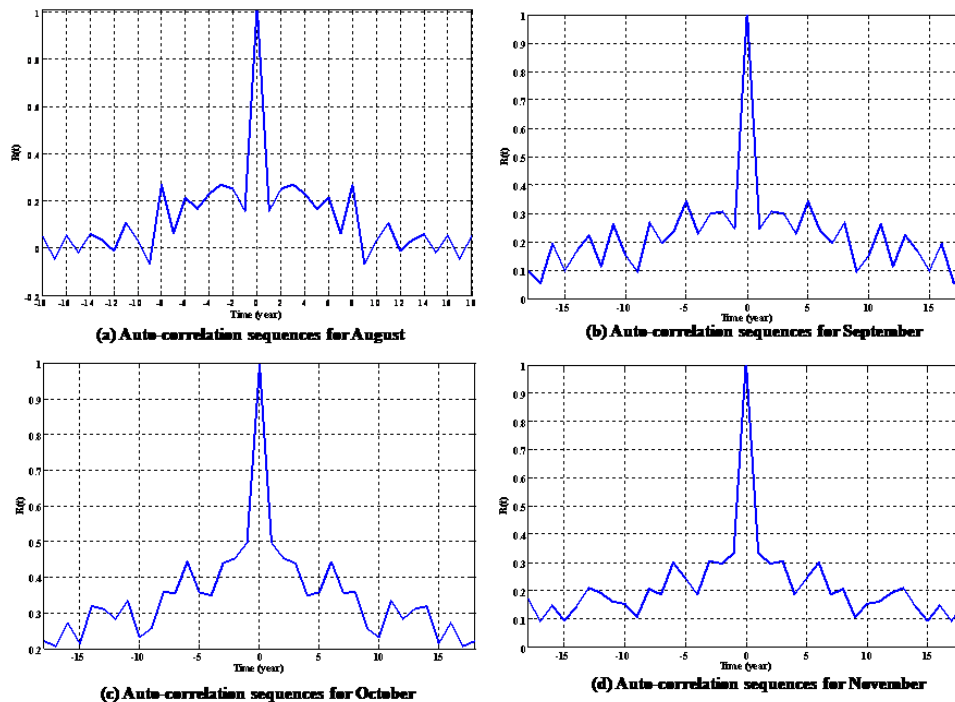 1
0.8
0.6
0.4
0.2
0
-0.2
R(t)
-18 -16 -14 -12 -10 -8 -6 -4 -2 0 2 4 6 8 10 12 14 16 18
Time (year)
(a) Auto-correlation sequences for August
1
0.9
0.8
0.7
0.6
0.5
0.4
0.3
0.2
0.1
0
R(t)
-15 -10 -5 0 5 10 15
Time (year)
(b) Auto-correlation sequences for September
1
0.9
0.8
0.7
0.6
0.5
0.4
0.3
0.2
R(t)
-15 -10 -5 0 5 10 15
Time (year)
(c) Auto-correlation sequences for October
1
0.9
0.8
0.7
0.6
0.5
0.4
0.3
0.2
0.1
0
R(t)
-15 -10 -5 0 5 10 15
Time (year)
(d) Auto-correlation sequences for November